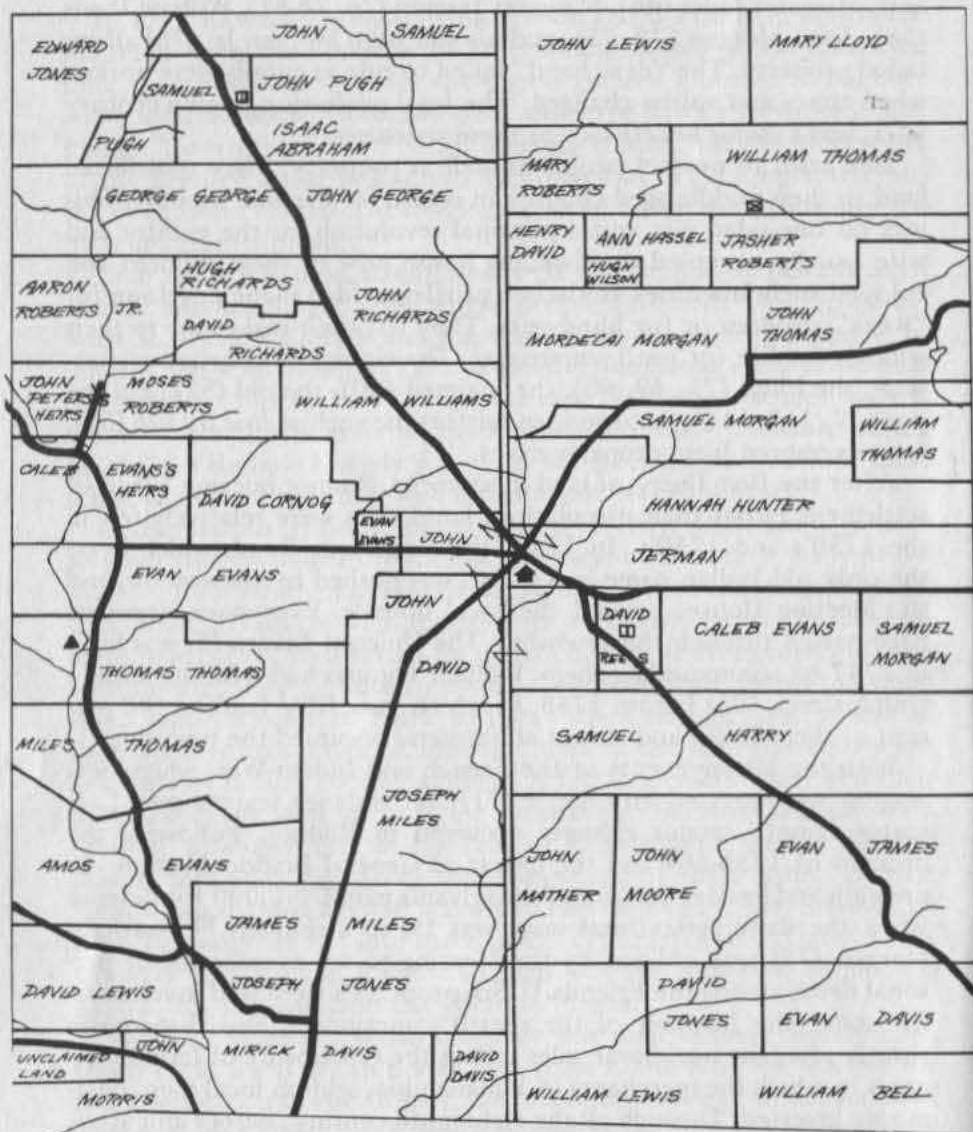 EDWARD
JONES
SAMUEL
PUGH
JOHN SAMUEL
JOHN PUGH
ISAAC
ABRAHAM
JOHN LEWIS
MARY LLOYD
GEORGE GEORGE
JOHN GEORGE
MARY
ROBERTS
WILLIAM THOMAS
HENRY
DAVID
ANN HASSEL
HUGH
WILSON
JASHER
ROBERTS
AARON
ROBERTS JR.
HUGH
RICHARDS
DAVID
RICHARDS
JOHN
RICHARDS
MORDECAI MORGAN
JOHN
THOMAS
JOHN
PETER'S
HEIRS
MOSES
ROBERTS
WILLIAM WILLIAMS
SAMUEL MORGAN
WILLIAM
THOMAS
CALEB EVANS'S
HEIRS
DAVID CORNOG
EVAN
EVANS
JOHN
HANNAH HUNTER
JERMAN
EVAN EVANS
JOHN
DAVID
DAVID
REES
CALEB EVANS
SAMUEL
MORGAN
THOMAS THOMAS
MILES THOMAS
SAMUEL HARRY
JOSEPH
MILES
AMOS EVANS
JOHN
MATHER
JOHN
MOORE
EVAN JAMES
JAMES MILES
DAVID LEWIS
JOSEPH JONES
DAVID
JONES
EVAN DAVIS
UNCLAIMED
LAND
JOHN
MORRIS
MIRICK DAVIS
DAVID
DAVIS
WILLIAM LEWIS
WILLIAM BELL